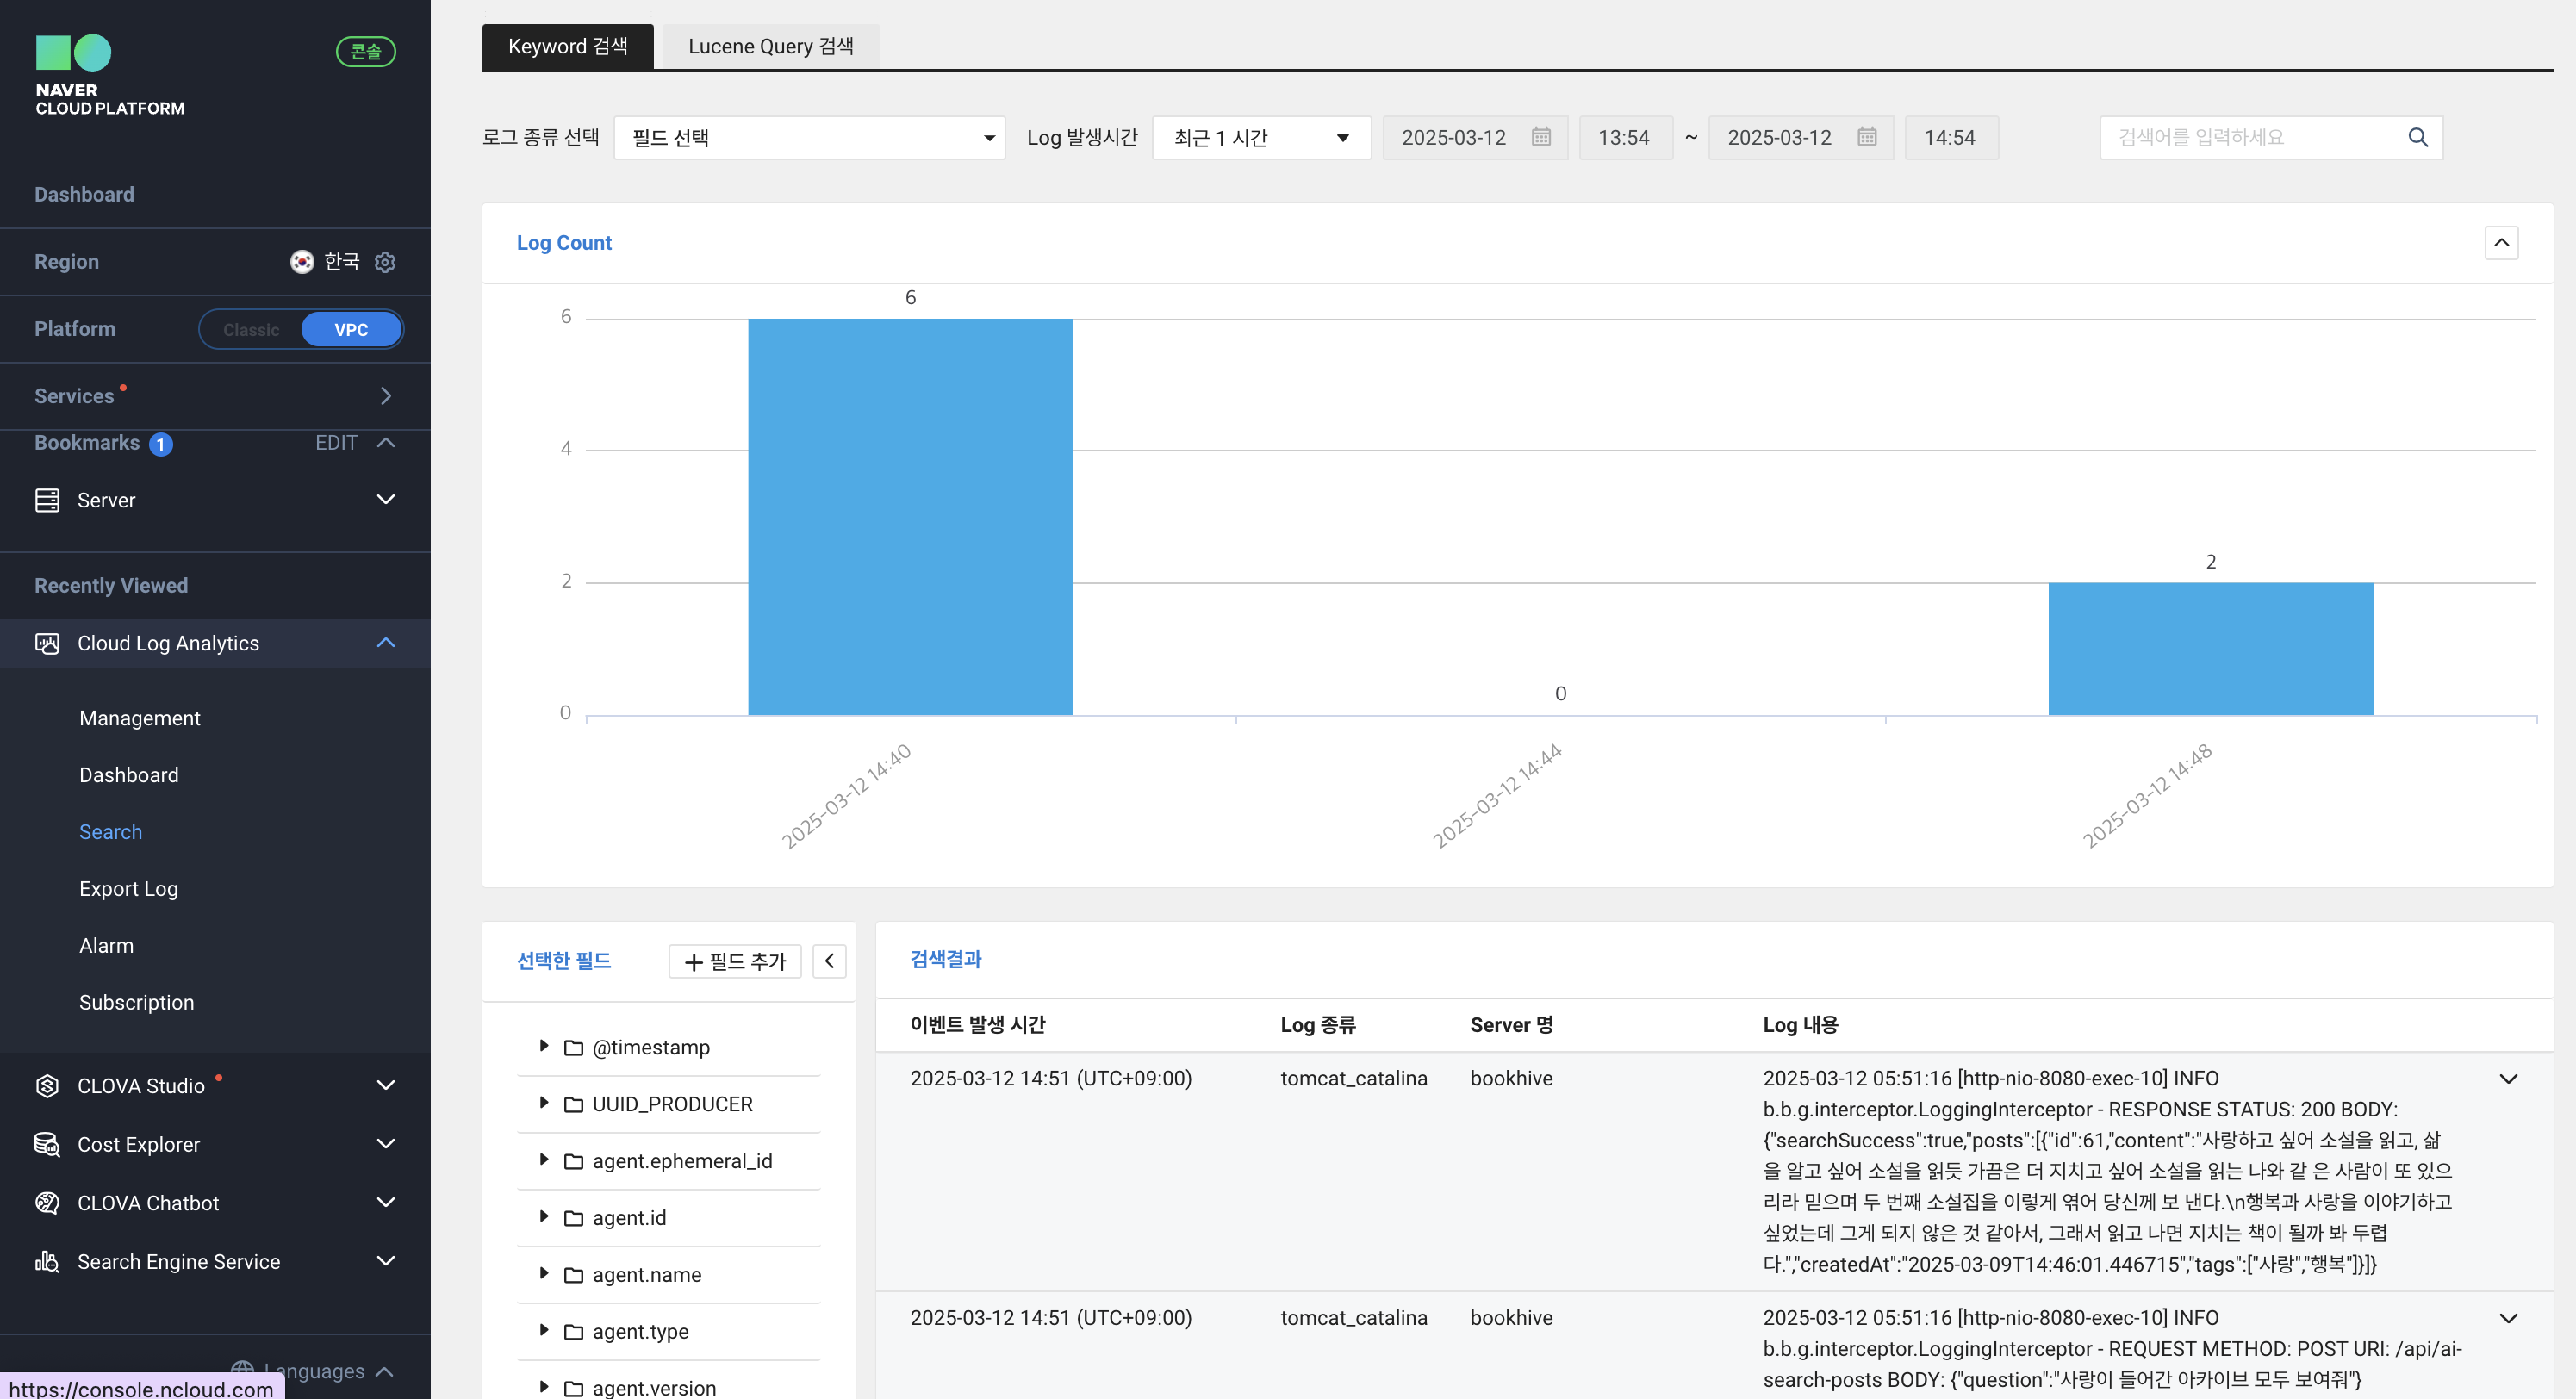 콘솔
NAVER
CLOUD PLATFORM
Dashboard
Region 한국
Platform Classic VPC
Services
Bookmarks 1 EDIT
Server
Recently Viewed
Cloud Log Analytics
Management
Dashboard
Search
Export Log
Alarm
Subscription
CLOVA Studio
Cost Explorer
CLOVA Chatbot
Search Engine Service
Languages
https://console.ncloud.com
Keyword 검색 Lucene Query 검색
로그 종류 선택 필드 선택 Log 발생시간 최근 1 시간 2025-03-12 13:54 ~ 2025-03-12 14:54 검색어를 입력하세요
Log Count
6
6
4
2
2
0
0
2025-03-12 14:40 2025-03-12 14:44 2025-03-12 14:48
선택한 필드 + 필드 추가
@timestamp
UUID_PRODUCER
agent.ephemeral_id
agent.id
agent.name
agent.type
agent.version
검색결과
이벤트 발생 시간 Log 종류 Server 명 Log 내용
2025-03-12 14:51 (UTC+09:00) tomcat_catalina bookhive 2025-03-12 05:51:16 [http-nio-8080-exec-10] INFO
b.b.g.interceptor.LoggingInterceptor - RESPONSE STATUS: 200 BODY:
{"searchSuccess":true,"posts":[{"id":61,"content":"사랑하고 싶어 소설을 읽고, 삶
을 알고 싶어 소설을 읽듯 가끔은 더 지치고 싶어 소설을 읽는 나와 같 은 사람이 또 있으
리라 믿으며 두 번째 소설집을 이렇게 엮어 당신께 보 낸다.\n행복과 사랑을 이야기하고
싶었는데 그게 되지 않은 것 같아서, 그래서 읽고 나면 지치는 책이 될까 봐 두렵
다.","createdAt":"2025-03-09T14:46:01.446715","tags":["사랑","행복"]}]}
2025-03-12 14:51 (UTC+09:00) tomcat_catalina bookhive 2025-03-12 05:51:16 [http-nio-8080-exec-10] INFO
b.b.g.interceptor.LoggingInterceptor - REQUEST METHOD: POST URI: /api/ai-
search-posts BODY: {"question":"사랑이 들어간 아카이브 모두 보여줘"}